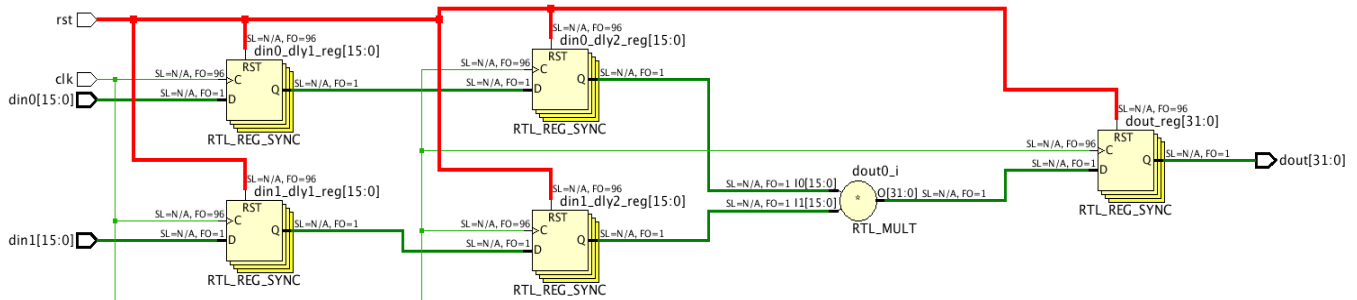 rst
SL=N/A, FO=96
din0_dly1_reg[15:0]
RST
clk
SL=N/A, FO=96
C
din0[15:0]
SL=N/A, FO=1
D
Q
SL=N/A, FO=1
RTL_REG_SYNC
SL=N/A, FO=96
din0_dly2_reg[15:0]
RST
SL=N/A, FO=96
C
SL=N/A, FO=1
D
Q
SL=N/A, FO=1
RTL_REG_SYNC
SL=N/A, FO=96
din1_dly1_reg[15:0]
RST
SL=N/A, FO=96
C
din1[15:0]
SL=N/A, FO=1
D
Q
SL=N/A, FO=1
RTL_REG_SYNC
SL=N/A, FO=96
din1_dly2_reg[15:0]
RST
SL=N/A, FO=96
C
SL=N/A, FO=1
D
Q
SL=N/A, FO=1
RTL_REG_SYNC
dout0_i
SL=N/A, FO=1 I0[15:0]
SL=N/A, FO=1 I1[15:0]
*
O[31:0] SL=N/A, FO=1
RTL_MULT
SL=N/A, FO=96
dout_reg[31:0]
RST
SL=N/A, FO=96
C
SL=N/A, FO=1
D
Q
SL=N/A, FO=1
dout[31:0]
RTL_REG_SYNC